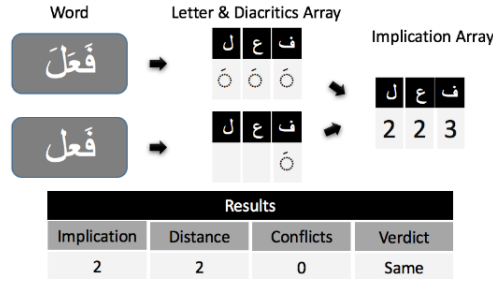 Word
Letter & Diacritics Array
Implication Array
فَعَلَ
ف ع ل
َ َ َ
فَعل
ف ع ل
َ
ف ع ل
2 2 3
Results
Implication Distance Conflicts Verdict
2 2 0 Same